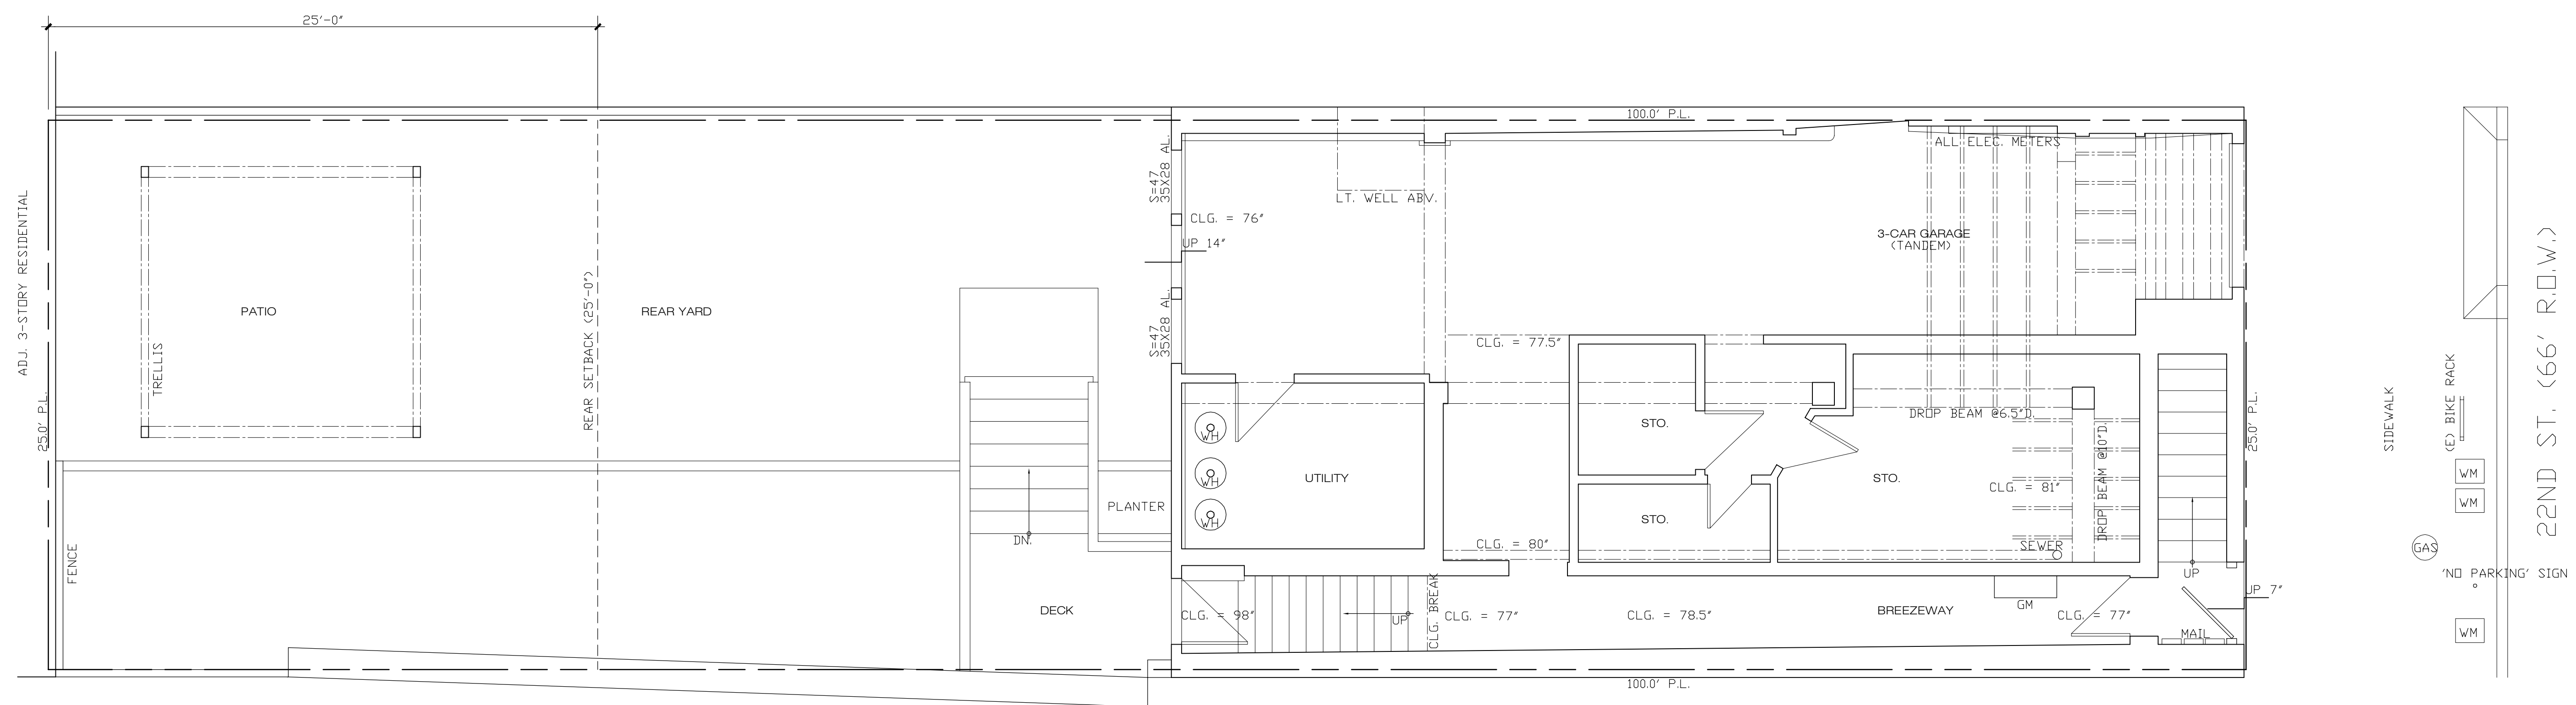 25'-0"
100.0' P.L.
ALL ELEC. METERS
S=47
35X28 AL.
LT. WELL ABV.
CLG. = 76"
UP 14"
3-CAR GARAGE
(TANDEM)
ADJ. 3-STORY RESIDENTIAL
PATIO
REAR YARD
REAR SETBACK (25'-0")
TRELLIS
S=47
35X28 AL.
CLG. = 77.5"
22ND ST. (66' R.O.W.)
25.0' P.L.
25.0' P.L.
SIDEWALK
(E) BIKE RACK
DROP BEAM @6.5"D.
STO.
WH
WH
WH
UTILITY
STO.
CLG. = 81"
DROP BEAM @10"D.
WM
WM
PLANTER
STO.
DN.
CLG. = 80"
SEWER
GAS
FENCE
UP
'NO PARKING' SIGN
UP 7"
DECK
CLG. = 98"
UP
CLG. BREAK
CLG. = 77"
CLG. = 78.5"
BREEZEWAY
GM
CLG. = 77"
MAIL
WM
100.0' P.L.